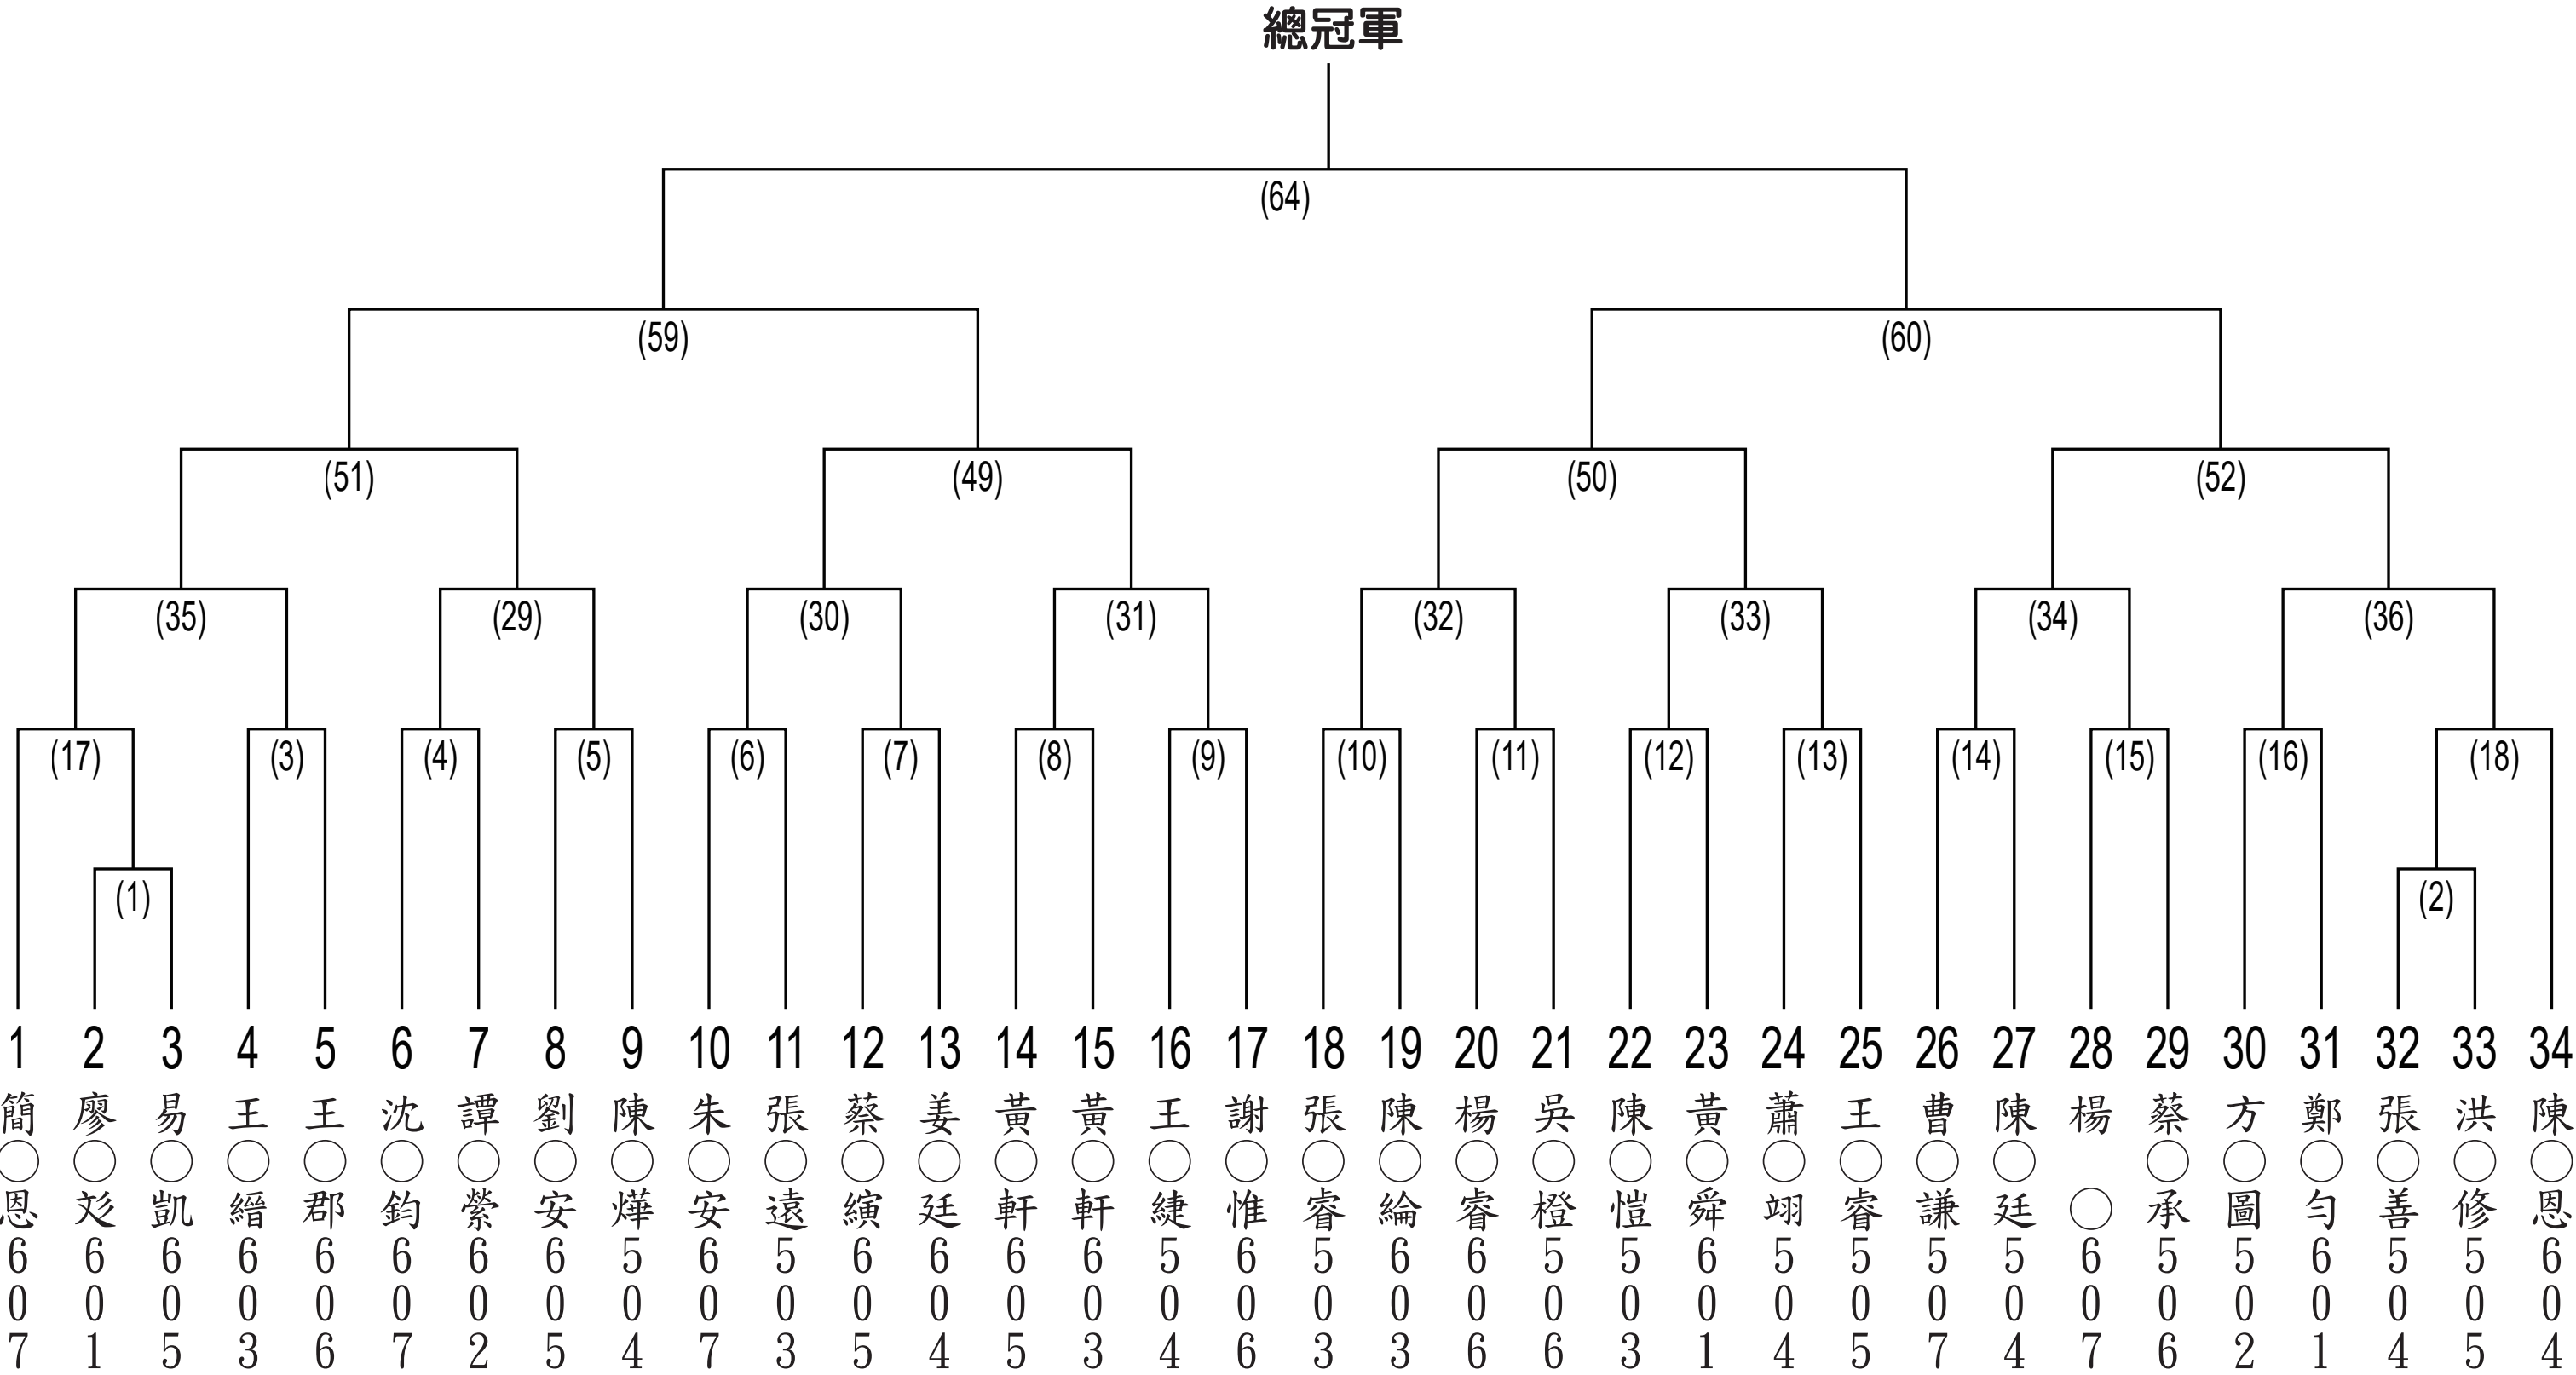 總冠軍
(64)
(59) (60)
(51) (49) (50) (52)
(35) (29) (30) (31) (32) (33) (34) (36)
(17) (3) (4) (5) (6) (7) (8) (9) (10) (11) (12) (13) (14) (15) (16) (18)
(1) (2)
1 2 3 4 5 6 7 8 9 10 11 12 13 14 15 16 17 18 19 20 21 22 23 24 25 26 27 28 29 30 31 32 33 34
簡○恩607
廖○彣601
易○凱605
王○縉603
王○郡606
沈○鈞607
譚○縈602
劉○安605
陳○燁504
朱○安607
張○遠503
蔡○縯605
姜○廷604
黃○軒605
黃○軒603
王○緁504
謝○惟606
張○睿503
陳○綸603
楊○睿606
吳○橙506
陳○愷503
黃○舜601
蕭○翊504
王○睿505
曹○謙507
陳○廷504
楊○607
蔡○承506
方○圖502
鄭○勻601
張○善504
洪○修505
陳○恩604